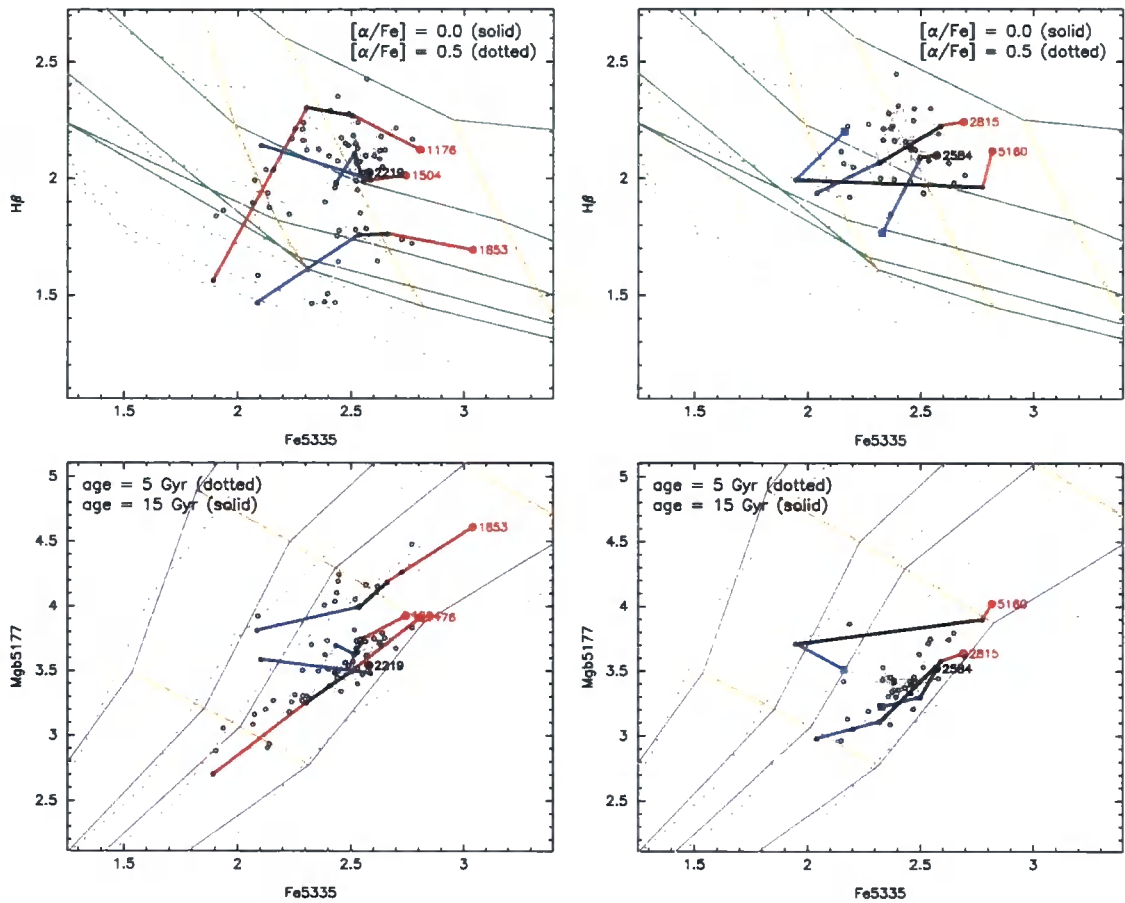 [α/Fe] = 0.0 (solid)
[α/Fe] = 0.5 (dotted)
2.5
2
1.5
Hβ
1176
2219
1504
1853
1.5
2
2.5
3
Fe5335
[α/Fe] = 0.0 (solid)
[α/Fe] = 0.5 (dotted)
2.5
2
1.5
Hβ
2815
5160
2584
1.5
2
2.5
3
Fe5335
age = 5 Gyr (dotted)
age = 15 Gyr (solid)
5
4.5
4
3.5
3
2.5
Mgb5177
1853
2219
1.5
2
2.5
3
Fe5335
age = 5 Gyr (dotted)
age = 15 Gyr (solid)
5
4.5
4
3.5
3
2.5
Mgb5177
5160
2815
2584
1.5
2
2.5
3
Fe5335